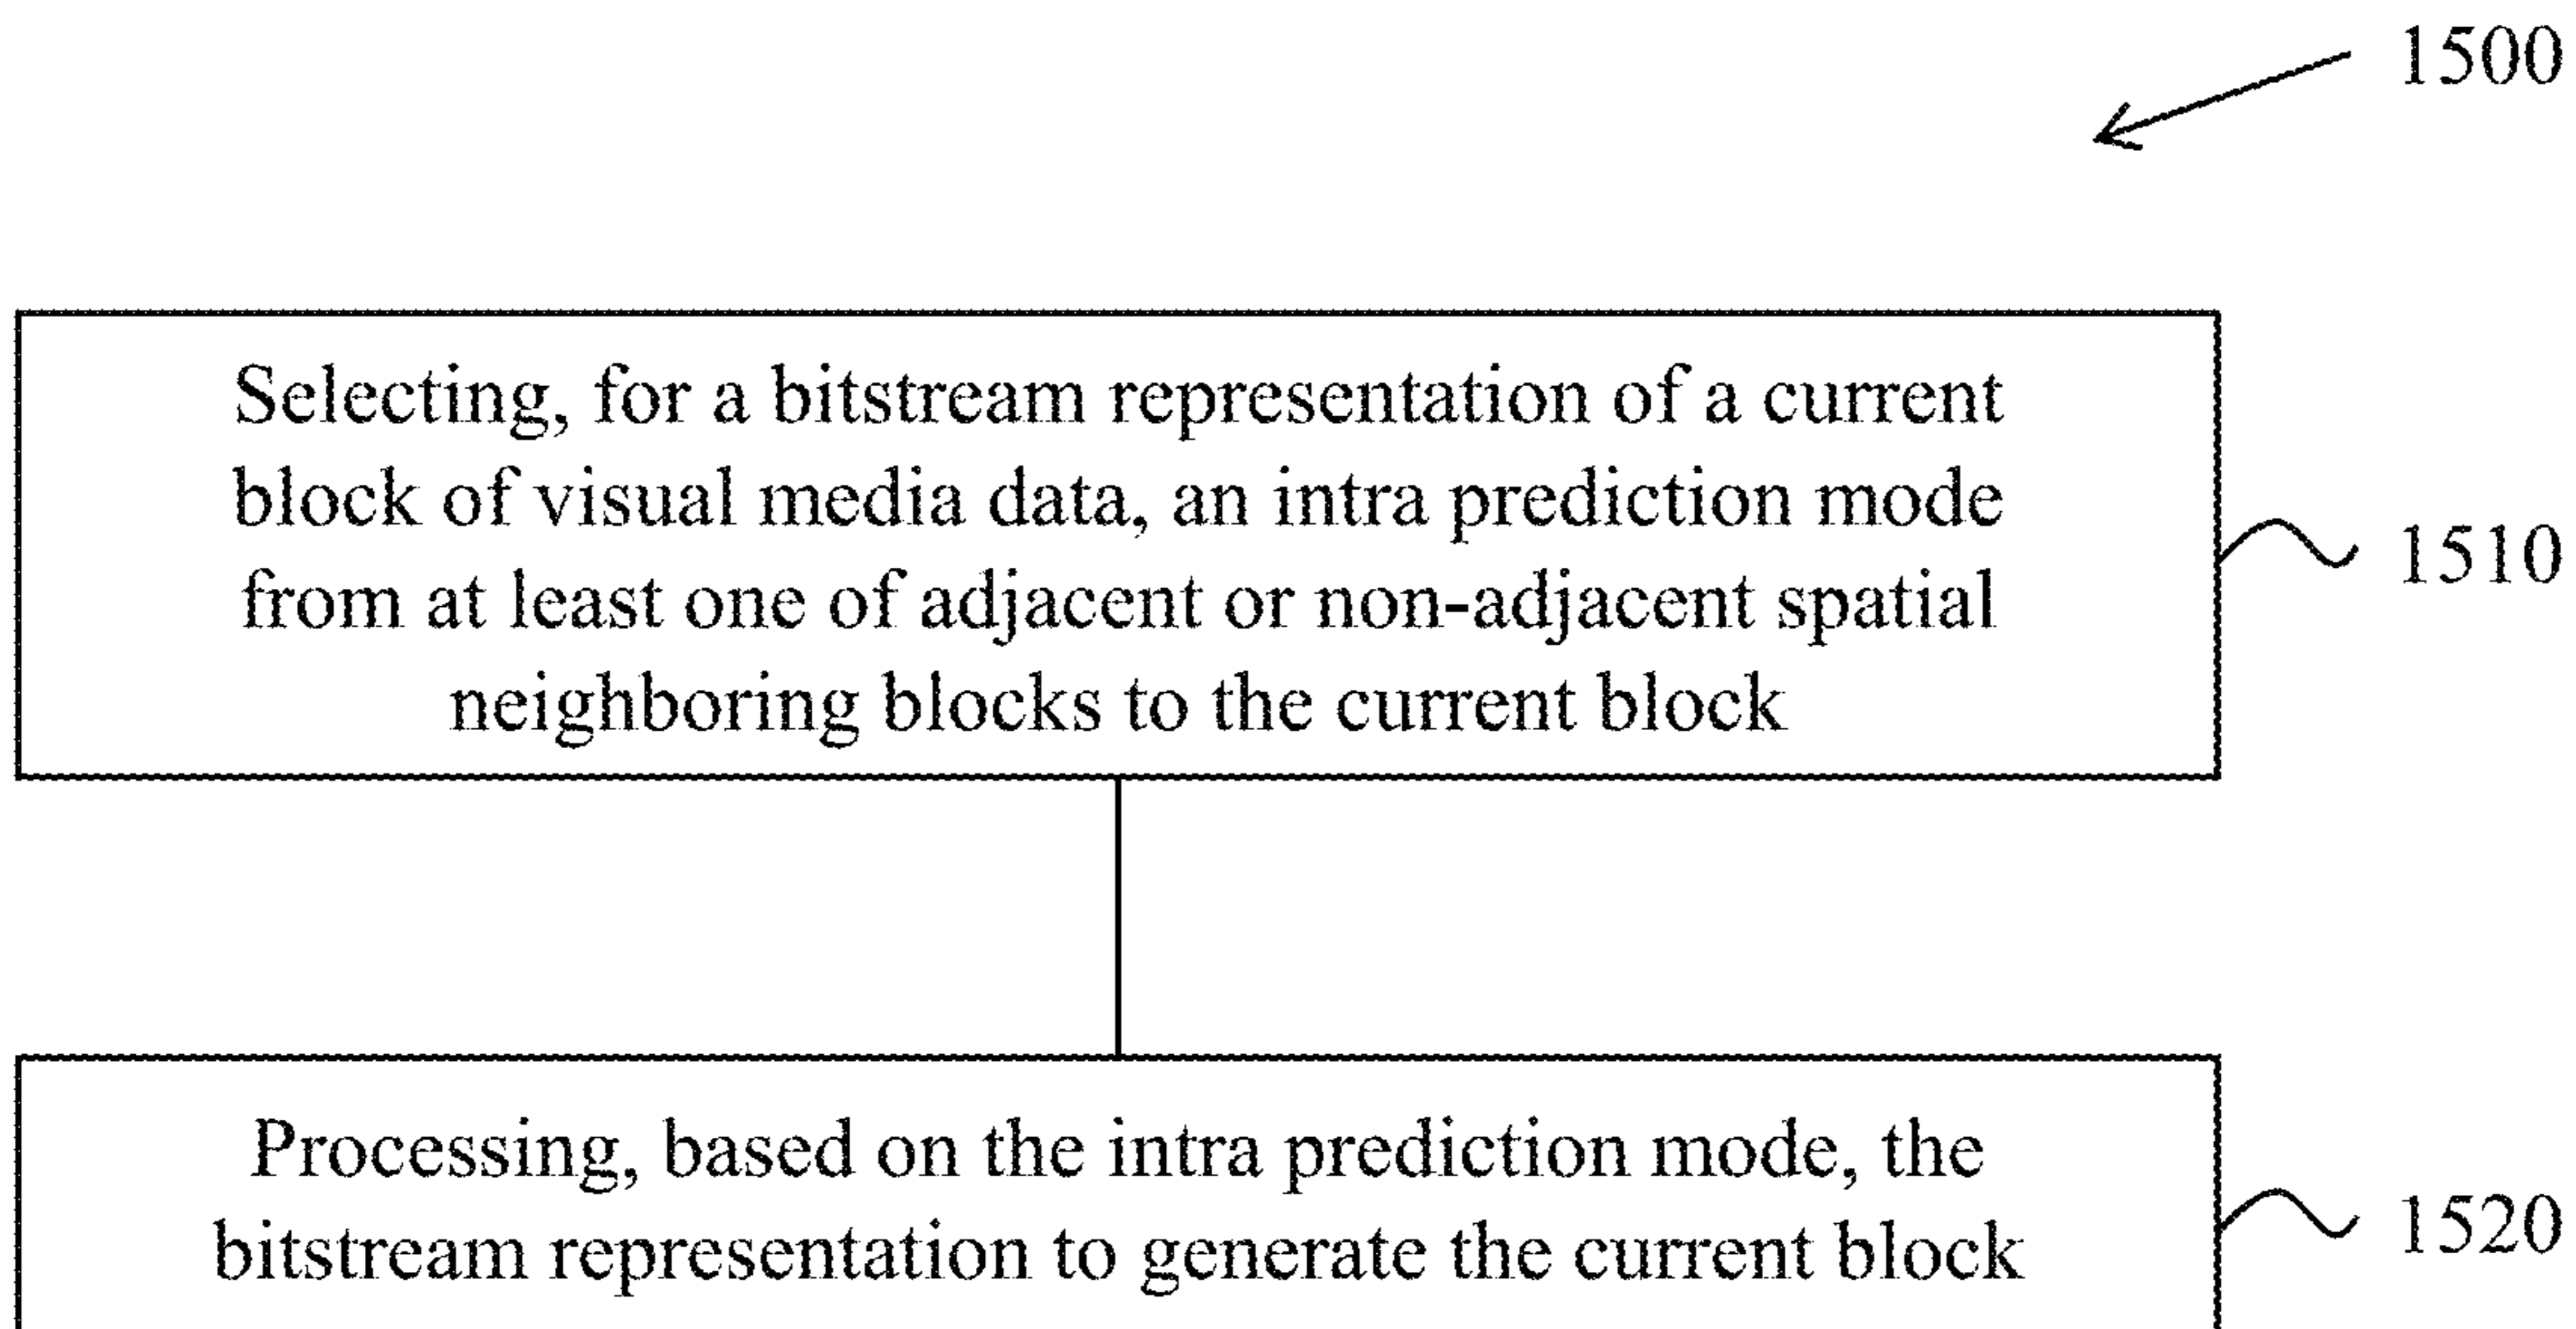 1500
Selecting, for a bitstream representation of a current
block of visual media data, an intra prediction mode
from at least one of adjacent or non-adjacent spatial
neighboring blocks to the current block
1510
Processing, based on the intra prediction mode, the
bitstream representation to generate the current block
1520